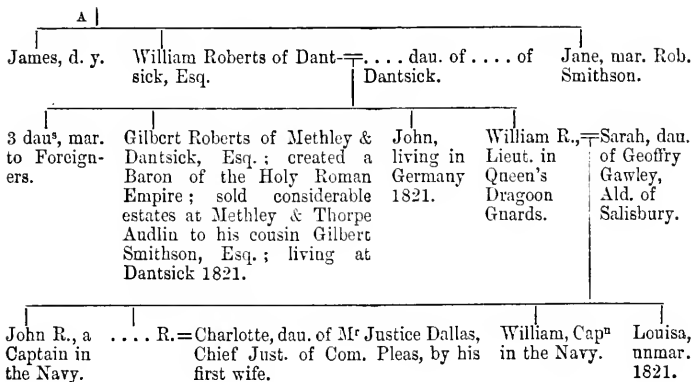 A
James, d. y.
William Roberts of Dant-
sick, Esq.
.... dau. of .... of
Dantsick.
Jane, mar. Rob.
Smithson.
3 dauˢ, mar.
to Foreign-
ers.
Gilbert Roberts of Methley &
Dantsick, Esq. ; created a
Baron of the Holy Roman
Empire ; sold considerable
estates at Methley & Thorpe
Audlin to his cousin Gilbert
Smithson, Esq. ; living at
Dantsick 1821.
John,
living in
Germany
1821.
William R.,
Lieut. in
Queen's
Dragoon
Guards.
Sarah, dau.
of Geoffry
Gawley,
Ald. of
Salisbury.
John R., a
Captain in
the Navy.
.... R.=Charlotte, dau. of Mʳ Justice Dallas,
Chief Just. of Com. Pleas, by his
first wife.
William, Capⁿ
in the Navy.
Louisa,
unmar.
1821.